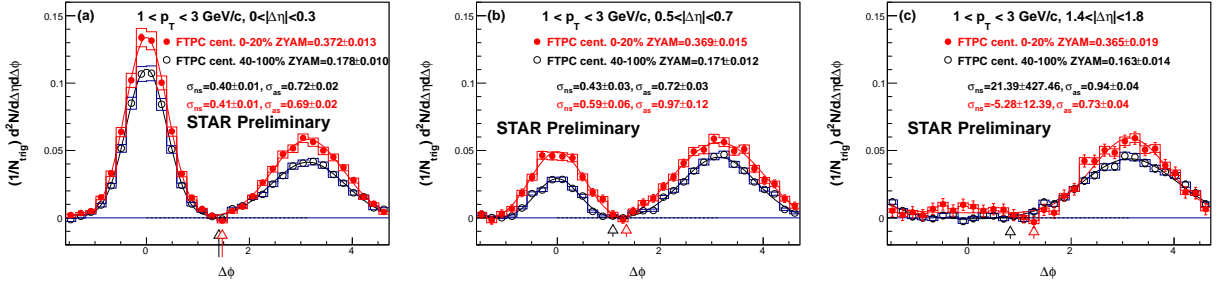 (a)
1 < p_T < 3 GeV/c, 0<|Δη|<0.3
FTPC cent. 0-20% ZYAM=0.372±0.013
FTPC cent. 40-100% ZYAM=0.178±0.010
σ_ns=0.40±0.01, σ_as=0.72±0.02
σ_ns=0.41±0.01, σ_as=0.69±0.02
STAR Preliminary
(1/N_trig) d²N/dΔηdΔφ
0.15
0.1
0.05
0
0 2 4
Δφ
(b)
1 < p_T < 3 GeV/c, 0.5<|Δη|<0.7
FTPC cent. 0-20% ZYAM=0.369±0.015
FTPC cent. 40-100% ZYAM=0.171±0.012
σ_ns=0.43±0.03, σ_as=0.72±0.03
σ_ns=0.59±0.06, σ_as=0.97±0.12
STAR Preliminary
(1/N_trig) d²N/dΔηdΔφ
0.15
0.1
0.05
0
0 2 4
Δφ
(c)
1 < p_T < 3 GeV/c, 1.4<|Δη|<1.8
FTPC cent. 0-20% ZYAM=0.365±0.019
FTPC cent. 40-100% ZYAM=0.163±0.014
σ_ns=21.39±427.46, σ_as=0.94±0.04
σ_ns=-5.28±12.39, σ_as=0.73±0.04
STAR Preliminary
(1/N_trig) d²N/dΔηdΔφ
0.15
0.1
0.05
0
0 2 4
Δφ